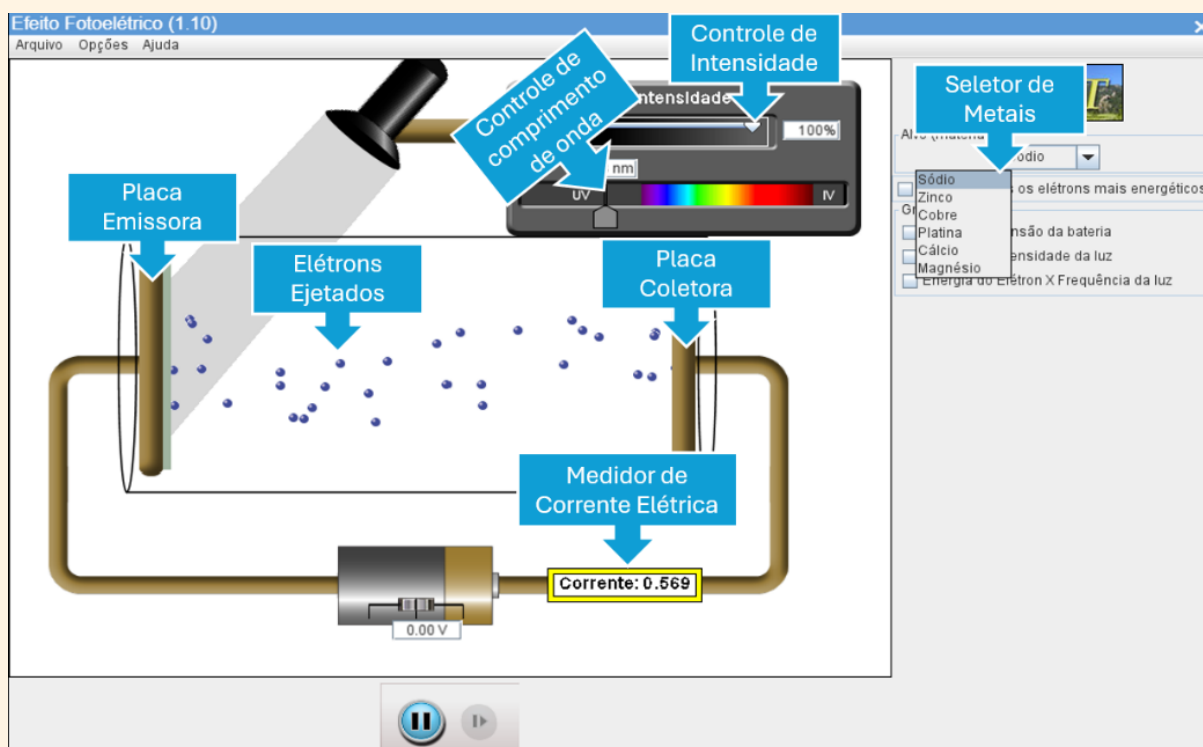 Efeito Fotoelétrico (1.10)
Arquivo Opções Ajuda
Controle de
Intensidade
Controle de
comprimento
de onda
ntensidade
100%
nm
UV
IV
Seletor de
Metais
ódio
Sódio
Zinco
Cobre
Platina
Cálcio
Magnésio
os elétrons mais energéticos
nsão da bateria
ensidade da luz
Energia do Elétron X Frequência da luz
Placa
Emissora
Elétrons
Ejetados
Placa
Coletora
Medidor de
Corrente Elétrica
Corrente: 0.569
0.00 V